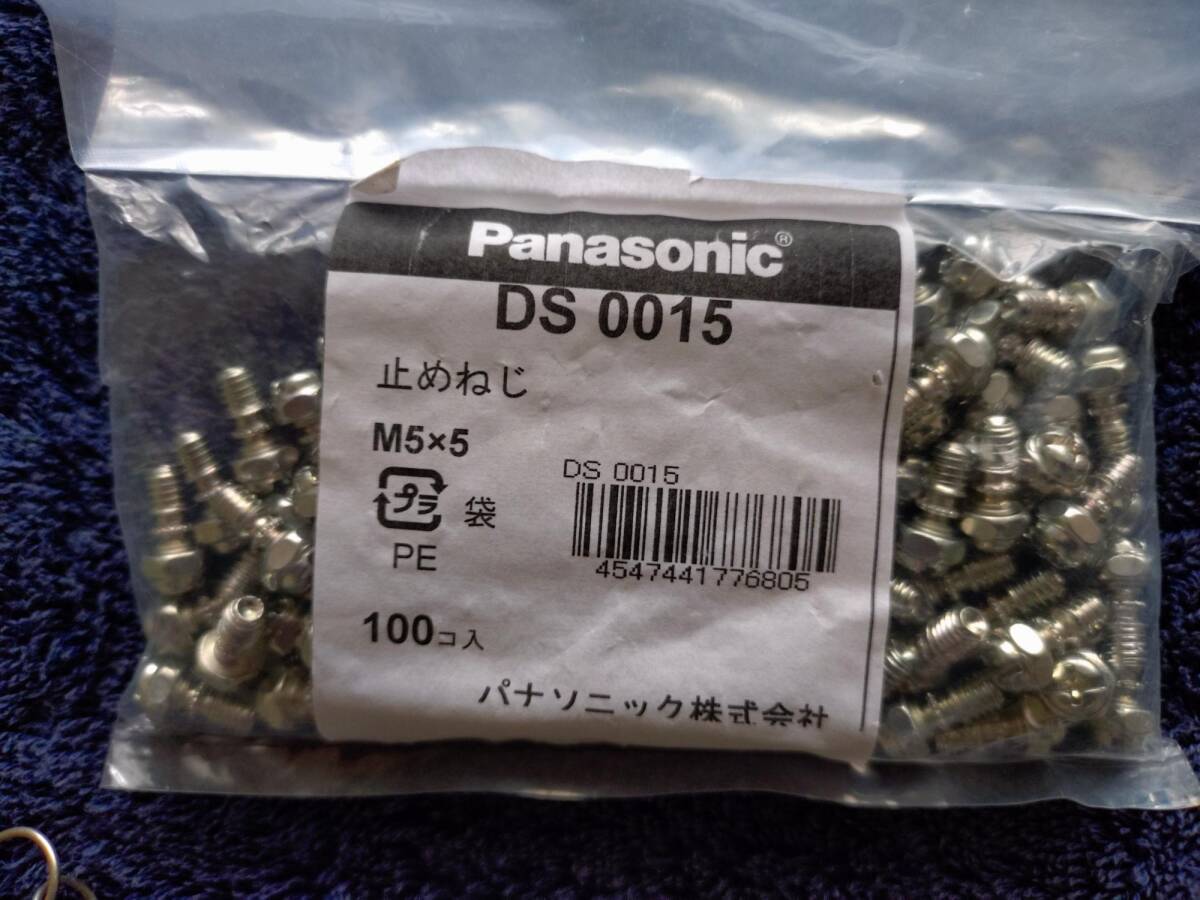 Panasonic®
DS 0015
止めねじ
M5×5
プラ 袋
PE
DS 0015
4547441776805
100コ入
パナソニック株式会社